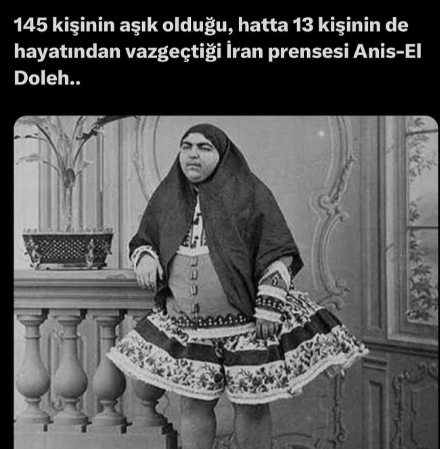 145 kişinin aşık olduğu, hatta 13 kişinin de
hayatından vazgeçtiği İran prensesi Anis-El
Doleh..